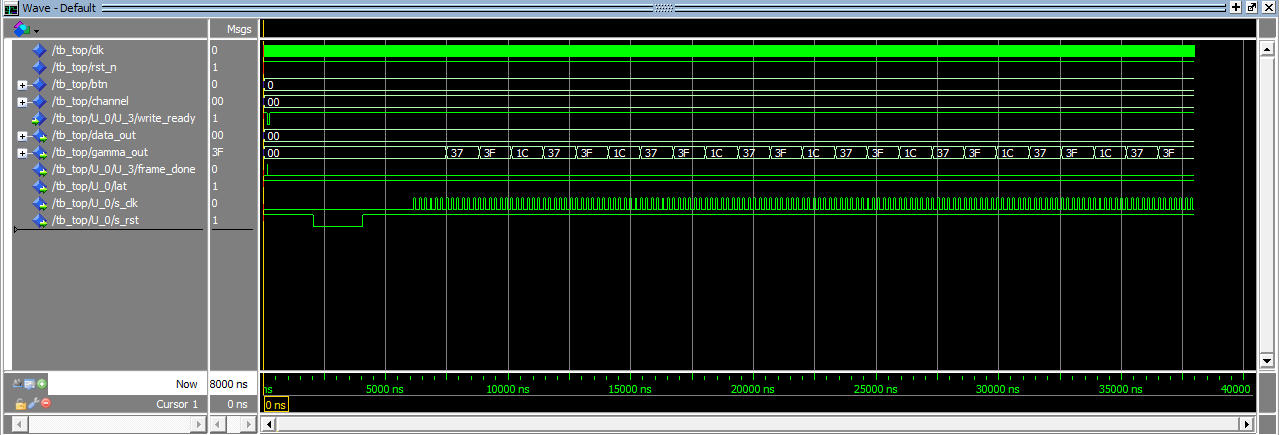 Wave - Default
Msgs
/tb_top/clk 0
/tb_top/rst_n 1
/tb_top/btn 0 0
/tb_top/channel 00 00
/tb_top/U_0/U_3/write_ready 1
/tb_top/data_out 00 00
/tb_top/gamma_out 3F 00 37 3F 1C 37 3F 1C 37 3F 1C 37 3F 1C 37 3F 1C 37 3F 1C 37 3F 1C 37 3F
/tb_top/U_0/U_3/frame_done 0
/tb_top/U_0/lat 1
/tb_top/U_0/s_clk 0
/tb_top/U_0/s_rst 1
Now 8000 ns ns 5000 ns 10000 ns 15000 ns 20000 ns 25000 ns 30000 ns 35000 ns 40000
Cursor 1 0 ns 0 ns